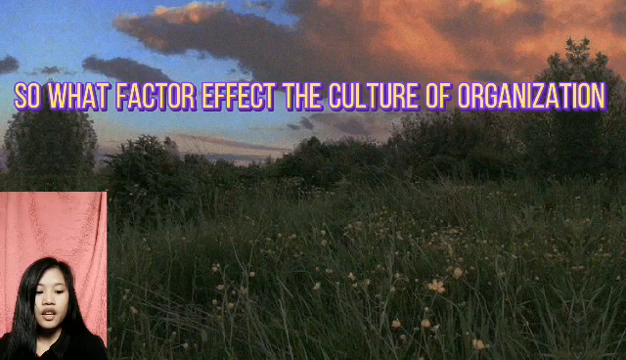 SO WHAT FACTOR EFFECT THE CULTURE OF ORGANIZATION